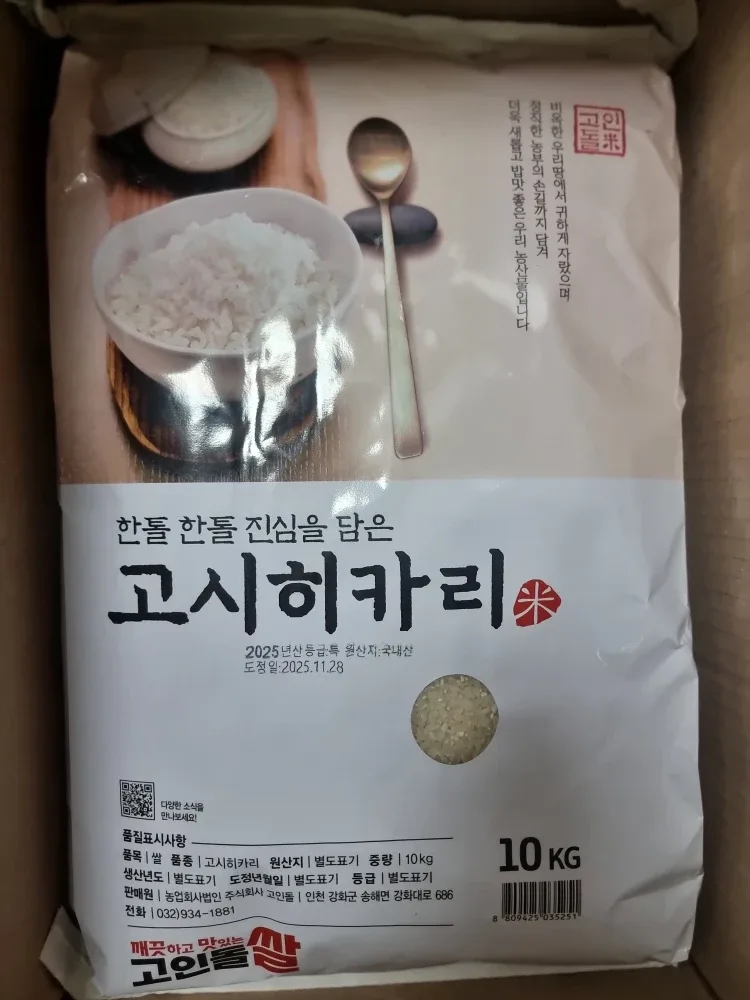 고인돌米
비옥한 우리땅에서 귀하게 자랐으며
정직한 농부의 손길까지 담겨
더욱 새롭고 밥맛 좋은 우리 농산물입니다
한톨 한톨 진심을 담은
고시히카리 米
2025년산 등급:특 원산지:국내산
도정일:2025.11.28
다양한 소식을
만나보세요!
품질표시사항
품목 | 쌀 품종 | 고시히카리 원산지 | 별도표기 중량 | 10kg
생산년도 | 별도표기 도정년월일 | 별도표기 등급 | 별도표기
판매원 | 농업회사법인 주식회사 고인돌 | 인천 강화군 송해면 강화대로 686
전화 | 032)934-1881
10 KG
8 809425 035251
깨끗하고 맛있는
고인돌쌀